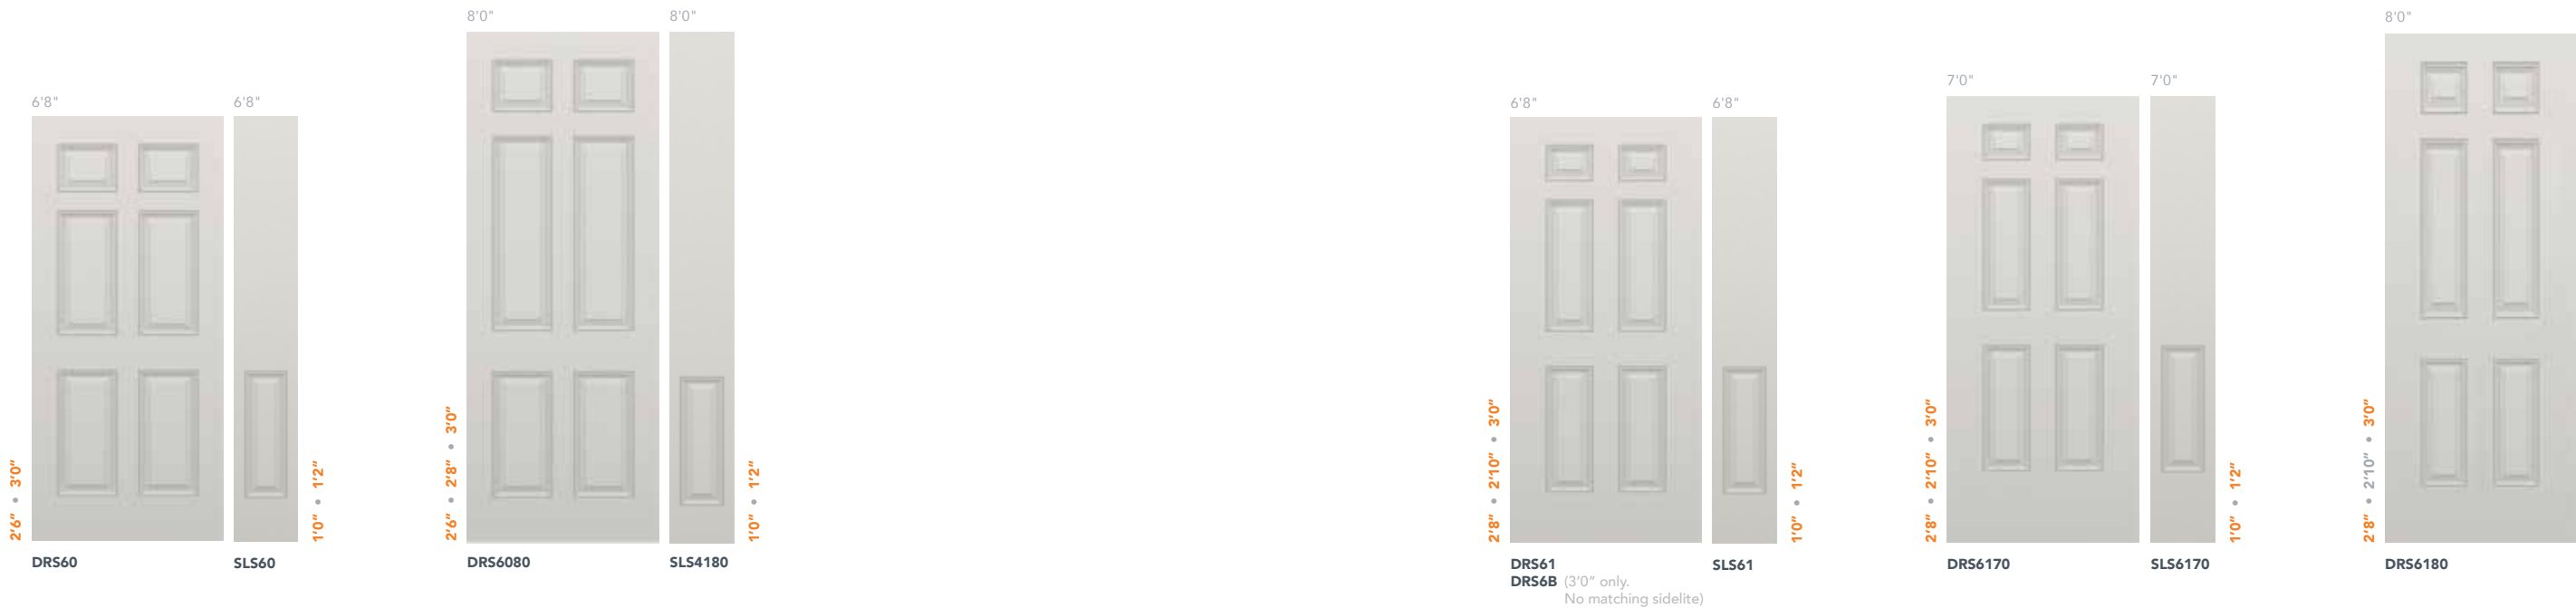 8'0"
8'0"
8'0"
6'8"
6'8"
6'8"
6'8"
7'0"
7'0"
2'6" • 3'0"
1'0" • 1'2"
2'6" • 2'8" • 3'0"
1'0" • 1'2"
2'8" • 2'10" • 3'0"
1'0" • 1'2"
2'8" • 2'10" • 3'0"
1'0" • 1'2"
2'8" • 2'10" • 3'0"
DRS60
SLS60
DRS6080
SLS4180
DRS61
DRS6B (3'0" only.
No matching sidelite)
SLS61
DRS6170
SLS6170
DRS6180